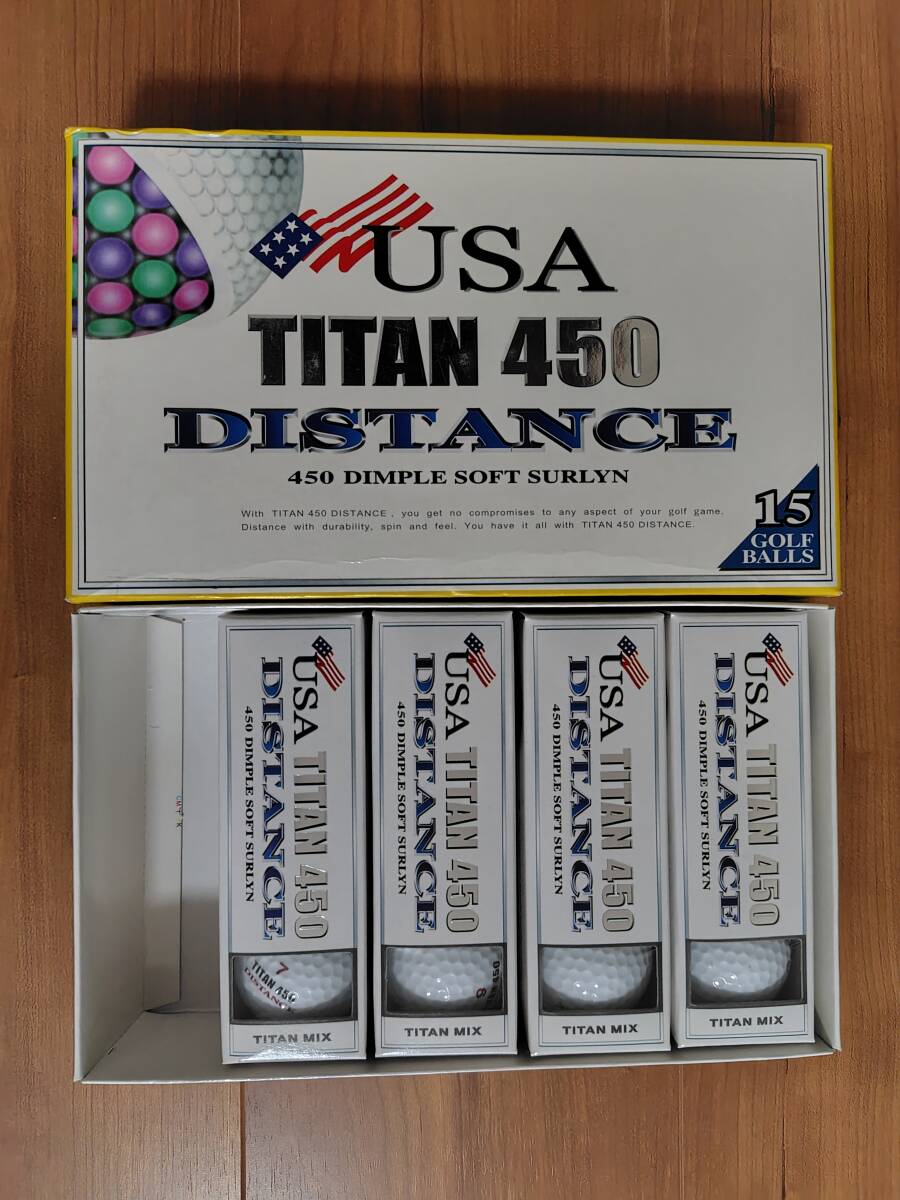 USA
TITAN 450
DISTANCE
450 DIMPLE SOFT SURLYN
With TITAN 450 DISTANCE, you get no compromises to any aspect of your golf game.
Distance with durability, spin and feel. You have it all with TITAN 450 DISTANCE.
15
GOLF
BALLS
USA TITAN 450
DISTANCE
450 DIMPLE SOFT SURLYN
7
TITAN 450
DISTANCE
TITAN MIX
USA TITAN 450
DISTANCE
450 DIMPLE SOFT SURLYN
TITAN MIX
USA TITAN 450
DISTANCE
450 DIMPLE SOFT SURLYN
TITAN MIX
USA TITAN 450
DISTANCE
450 DIMPLE SOFT SURLYN
TITAN MIX